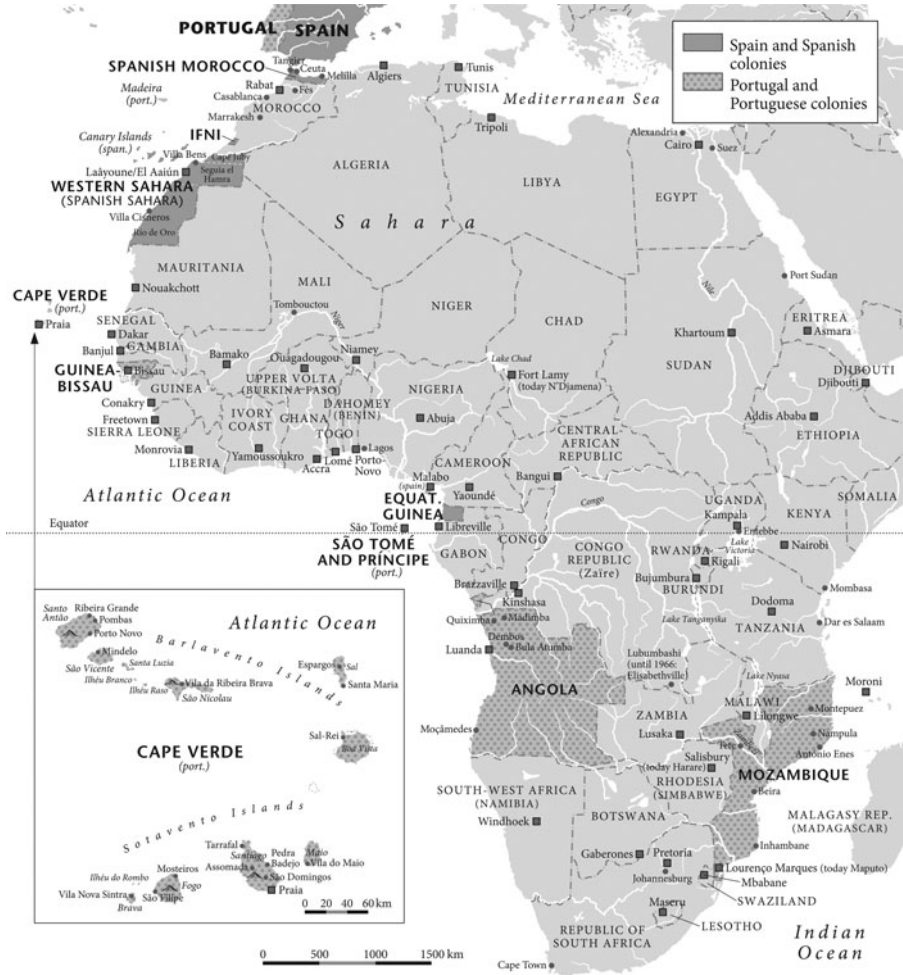 PORTUGAL
SPAIN
Spain and Spanish
colonies
Portugal and
Portuguese colonies
SPANISH MOROCCO
Tangier
Ceuta
Melilla
Algiers
Tunis
TUNISIA
Mediterranean Sea
Madeira
(port.)
Rabat
Fès
Casablanca
MOROCCO
Marrakesh
Tripoli
Alexandria
Cairo
Suez
IFNI
Canary Islands
(span.)
Villa Bens
Cape Juby
Laâyoune/El Aaiún
Seguia el
Hamra
WESTERN SAHARA
(SPANISH SAHARA)
ALGERIA
LIBYA
EGYPT
Villa Cisneros
Río de Oro
Sahara
MAURITANIA
Nouakchott
MALI
Tombouctou
Niger
NIGER
CHAD
Nile
Port Sudan
CAPE VERDE
(port.)
Praia
SENEGAL
Dakar
GAMBIA
Banjul
Bamako
Ouagadougou
Niamey
Lake Chad
Fort Lamy
(today N'Djamena)
Khartoum
SUDAN
ERITREA
Asmara
DJIBOUTI
Djibouti
GUINEA-
BISSAU
Bissau
GUINEA
UPPER VOLTA
(BURKINA FASO)
DAHOMEY
(BENIN)
NIGERIA
Abuja
Conakry
Freetown
SIERRA LEONE
IVORY
COAST
GHANA
TOGO
Addis Ababa
ETHIOPIA
Monrovia
LIBERIA
Yamoussoukro
Accra
Lomé
Porto-
Novo
Lagos
CENTRAL
AFRICAN
REPUBLIC
CAMEROON
Bangui
Malabo
(spain)
Yaoundé
Atlantic Ocean
EQUAT.
GUINEA
Congo
UGANDA
Kampala
Entebbe
KENYA
SOMALIA
Equator
São Tomé
Libreville
SÃO TOMÉ
AND PRÍNCIPE
(port.)
GABON
CONGO
CONGO
REPUBLIC
(Zaïre)
RWANDA
Kigali
Lake
Victoria
Nairobi
Bujumbura
BURUNDI
Brazzaville
Kinshasa
Mombasa
Dodoma
TANZANIA
Dar es Salaam
Quiximba
Madimba
Dembos
Bula Atumba
Luanda
Lake Tanganyika
Lubumbashi
(until 1966:
Elisabethville)
Lake Nyasa
Moroni
ANGOLA
MALAWI
Lilongwe
Montepuez
Moçâmedes
ZAMBIA
Lusaka
Tete
Nampula
António Enes
Salisbury
(today Harare)
RHODESIA
(SIMBABWE)
MOZAMBIQUE
Beira
SOUTH-WEST AFRICA
(NAMIBIA)
Windhoek
BOTSWANA
MALAGASY REP.
(MADAGASCAR)
Inhambane
Gaberones
Pretoria
Johannesburg
Lourenço Marques (today Maputo)
Mbabane
SWAZILAND
Maseru
LESOTHO
REPUBLIC OF
SOUTH AFRICA
Cape Town
Indian
Ocean
Santo
Antão
Ribeira Grande
Pombas
Porto Novo
Atlantic Ocean
Mindelo
São Vicente
Santa Luzia
Ilhéu Branco
Ilhéu Raso
Vila da Ribeira Brava
São Nicolau
Barlavento Islands
Espargos
Sal
Santa Maria
Sal-Rei
Boa Vista
CAPE VERDE
(port.)
Sotavento Islands
Tarrafal
Santiago
Pedra
Badejo
Assomada
São Domingos
Praia
Maio
Vila do Maio
Ilhéu do Rombo
Mosteiros
Fogo
São Filipe
Vila Nova Sintra
Brava
0 20 40 60 km
0 500 1000 1500 km